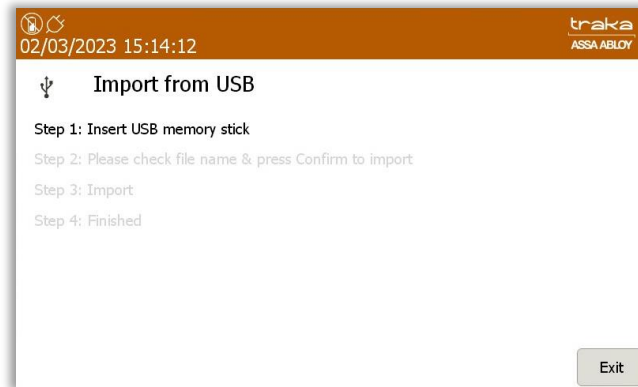 traka
02/03/2023 15:14:12
ASSA ABLOY
Import from USB
Step 1: Insert USB memory stick
Step 2: Please check file name & press Confirm to import
Step 3: Import
Step 4: Finished
Exit